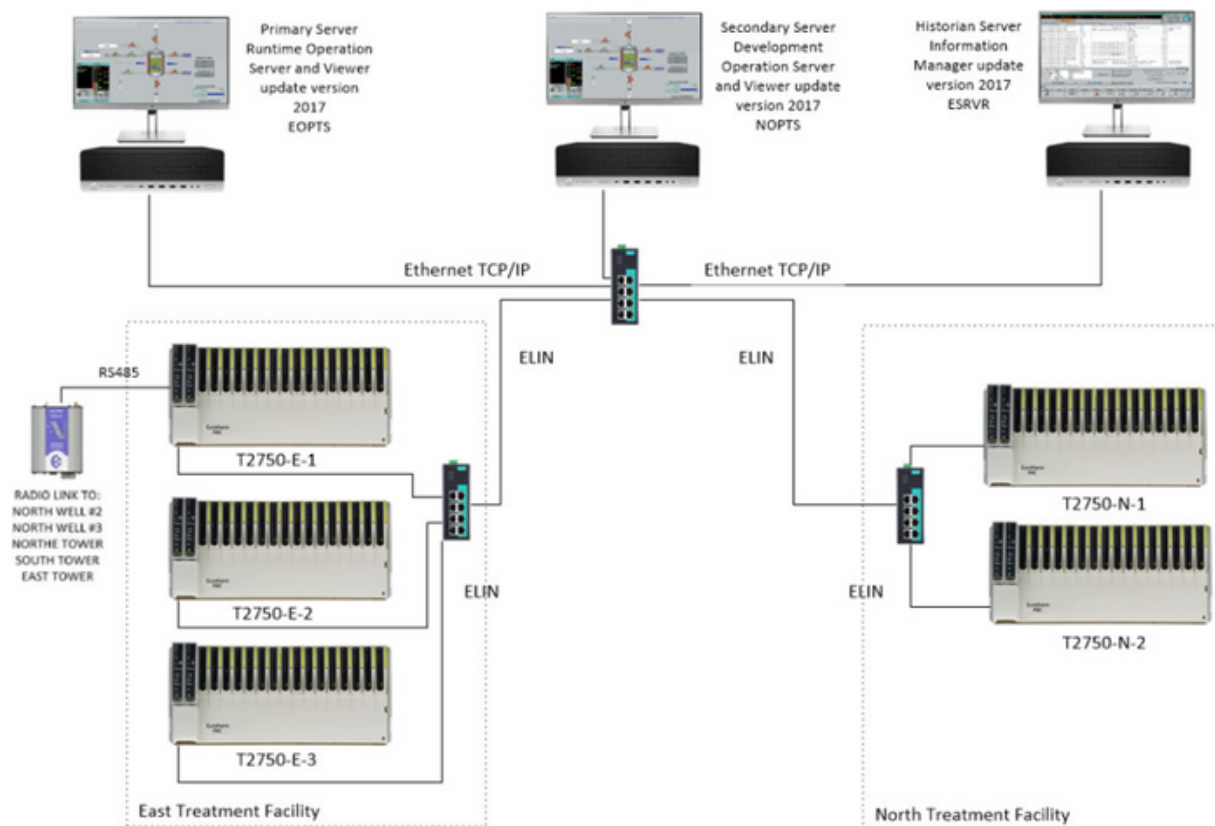 Primary Server
Runtime Operation
Server and Viewer
update version
2017
EOPTS
Secondary Server
Development
Operation Server
and Viewer update
version 2017
NOPTS
Historian Server
Information
Manager update
version 2017
ESRVR
Ethernet TCP/IP
Ethernet TCP/IP
ELIN
ELIN
RS485
T2750-E-1
RADIO LINK TO:
NORTH WELL #2
NORTH WELL #3
NORTHE TOWER
SOUTH TOWER
EAST TOWER
T2750-E-2
ELIN
T2750-E-3
East Treatment Facility
T2750-N-1
ELIN
T2750-N-2
North Treatment Facility